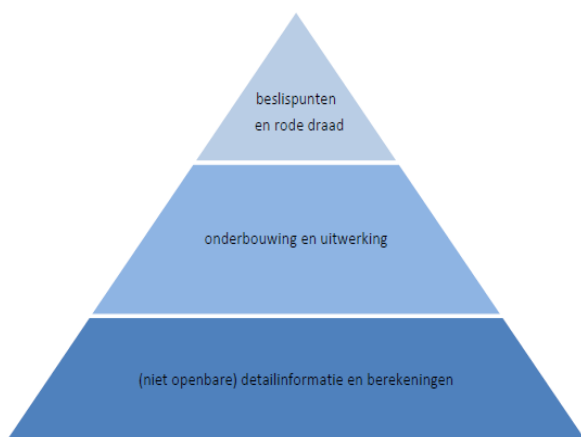 beslispunten
en rode draad
onderbouwing en uitwerking
(niet openbare) detailinformatie en berekeningen